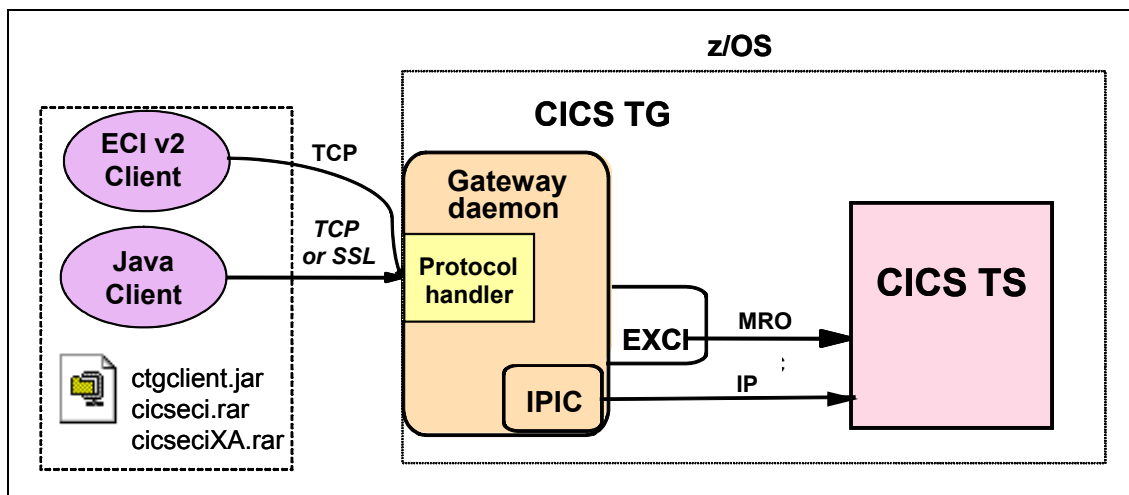 z/OS
CICS TG
ECI v2
Client
TCP
Gateway
daemon
TCP
or SSL
Java
Client
Protocol
handler
CICS TS
EXCI
MRO
;
IPIC
IP
ctgclient.jar
cicseci.rar
cicseciXA.rar